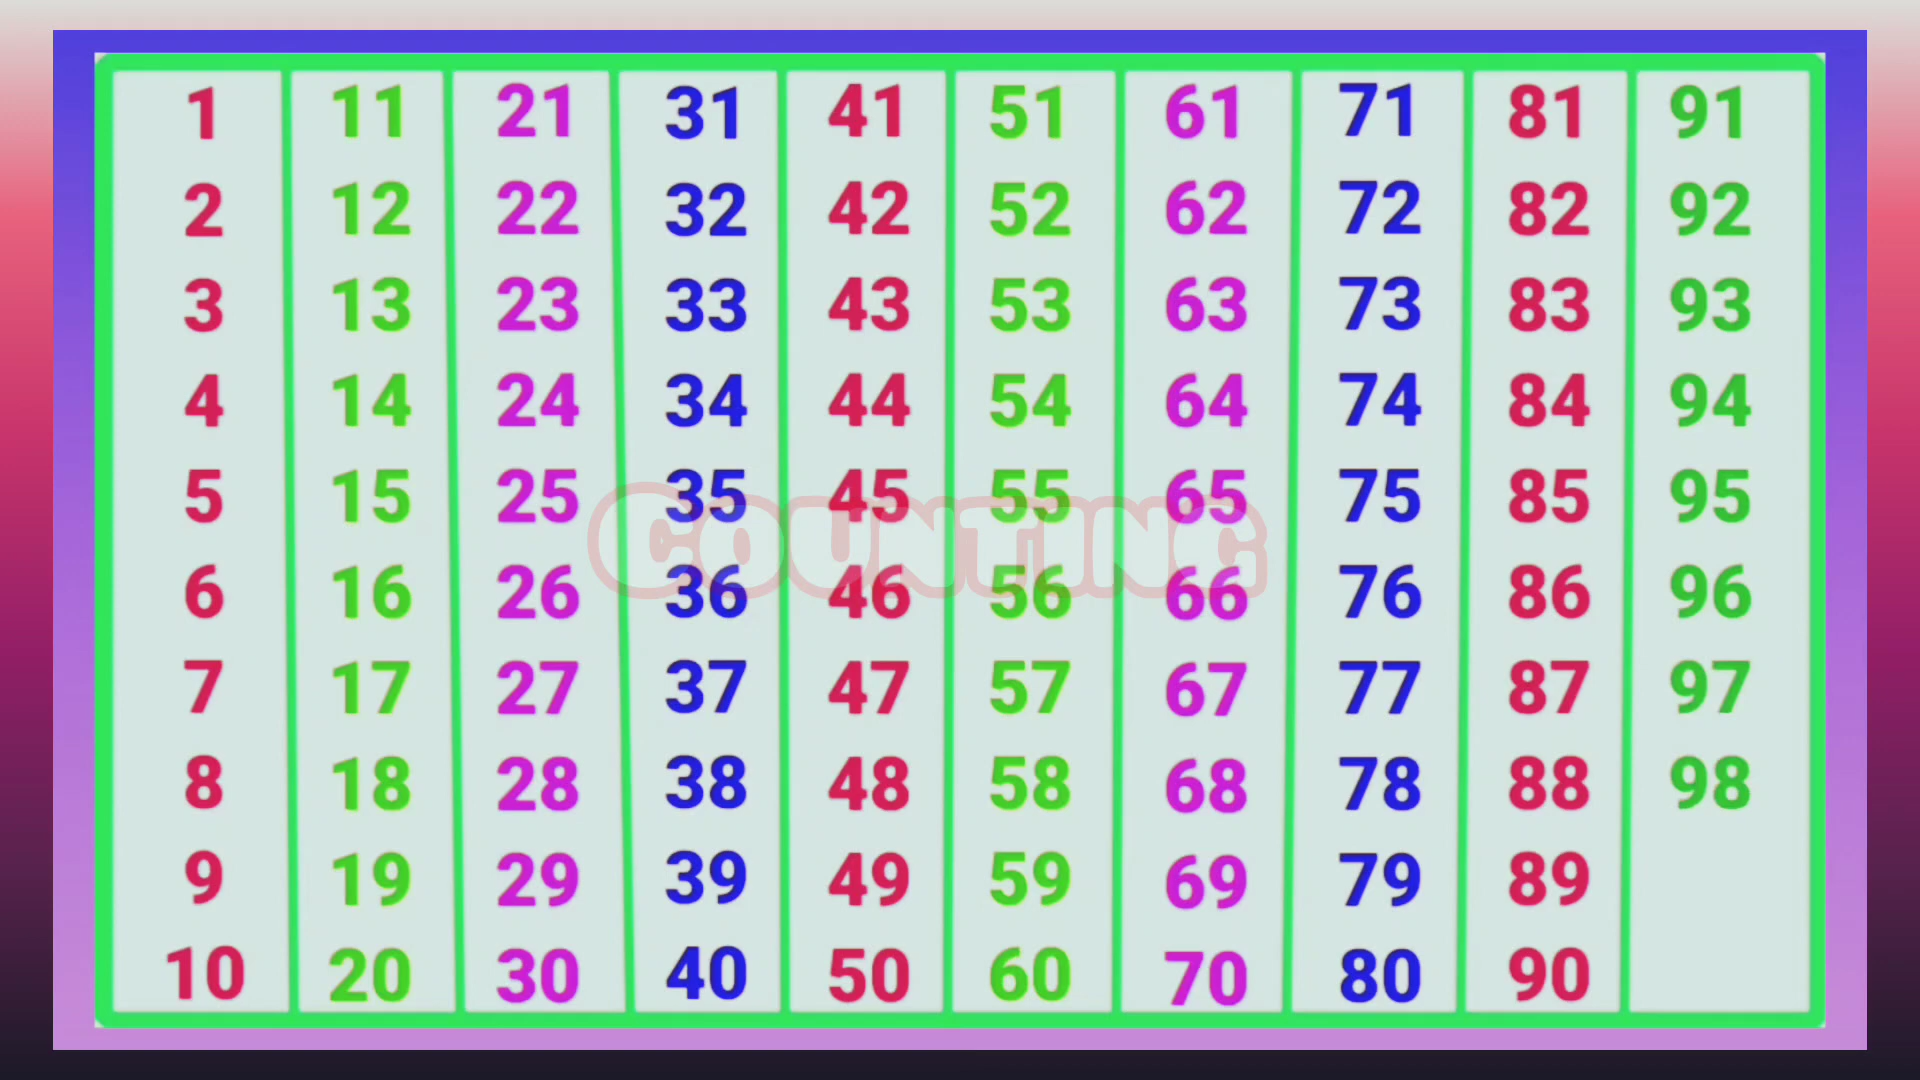 1 11 21 31 41 51 61 71 81 91
2 12 22 32 42 52 62 72 82 92
3 13 23 33 43 53 63 73 83 93
4 14 24 34 44 54 64 74 84 94
5 15 25 35 45 55 65 75 85 95
COUNTING
6 16 26 36 46 56 66 76 86 96
7 17 27 37 47 57 67 77 87 97
8 18 28 38 48 58 68 78 88 98
9 19 29 39 49 59 69 79 89
10 20 30 40 50 60 70 80 90